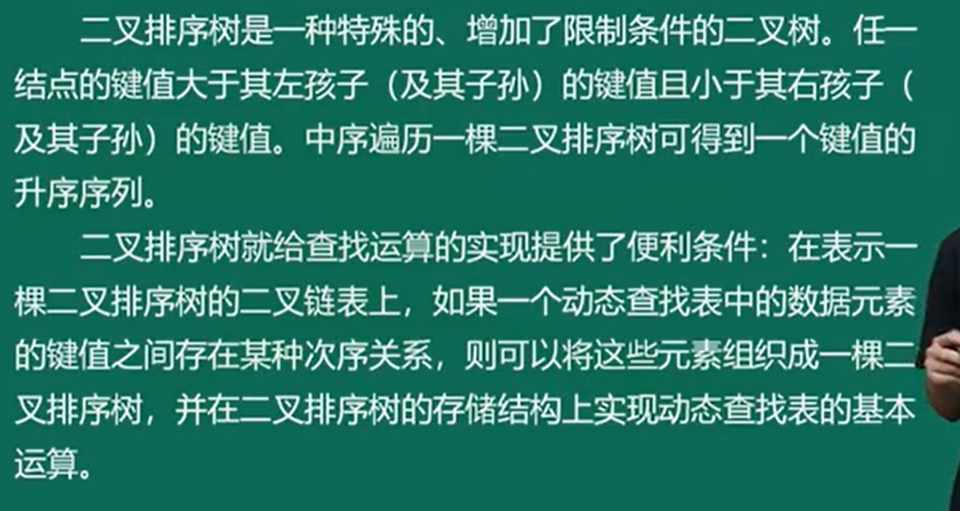 二叉排序树是一种特殊的、增加了限制条件的二叉树。任一
结点的键值大于其左孩子（及其子孙）的键值且小于其右孩子（
及其子孙）的键值。中序遍历一棵二叉排序树可得到一个键值的
升序序列。
二叉排序树就给查找运算的实现提供了便利条件：在表示一
棵二叉排序树的二叉链表上，如果一个动态查找表中的数据元素
的键值之间存在某种次序关系，则可以将这些元素组织成一棵二
叉排序树，并在二叉排序树的存储结构上实现动态查找表的基本
运算。